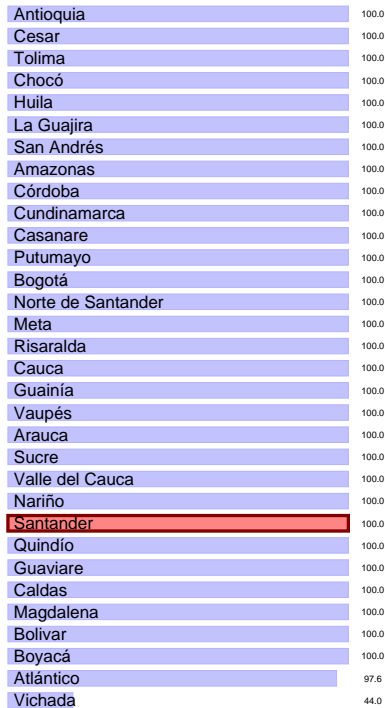 Antioquia 100.0
Cesar 100.0
Tolima 100.0
Chocó 100.0
Huila 100.0
La Guajira 100.0
San Andrés 100.0
Amazonas 100.0
Córdoba 100.0
Cundinamarca 100.0
Casanare 100.0
Putumayo 100.0
Bogotá 100.0
Norte de Santander 100.0
Meta 100.0
Risaralda 100.0
Cauca 100.0
Guainía 100.0
Vaupés 100.0
Arauca 100.0
Sucre 100.0
Valle del Cauca 100.0
Nariño 100.0
Santander 100.0
Quindío 100.0
Guaviare 100.0
Caldas 100.0
Magdalena 100.0
Bolivar 100.0
Boyacá 100.0
Atlántico 97.6
Vichada 44.0